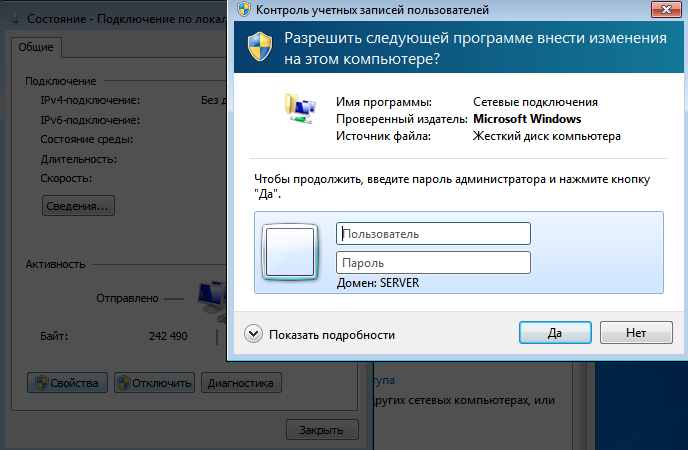 Состояние - Подключение по локал
Общие
Подключение
IPv4-подключение:
Без д
IPv6-подключение:
Состояние среды:
Длительность:
Скорость:
Сведения...
Активность
Отправлено
Байт:
242 490
Свойства
Отключить
Диагностика
Закрыть
Контроль учетных записей пользователей
Разрешить следующей программе внести изменения
на этом компьютере?
Имя программы: Сетевые подключения
Проверенный издатель: Microsoft Windows
Источник файла: Жесткий диск компьютера
Чтобы продолжить, введите пароль администратора и нажмите кнопку
"Да".
Пользователь
Пароль
Домен: SERVER
Показать подробности
Да
Нет
тупа
других сетевых компьютерах, или